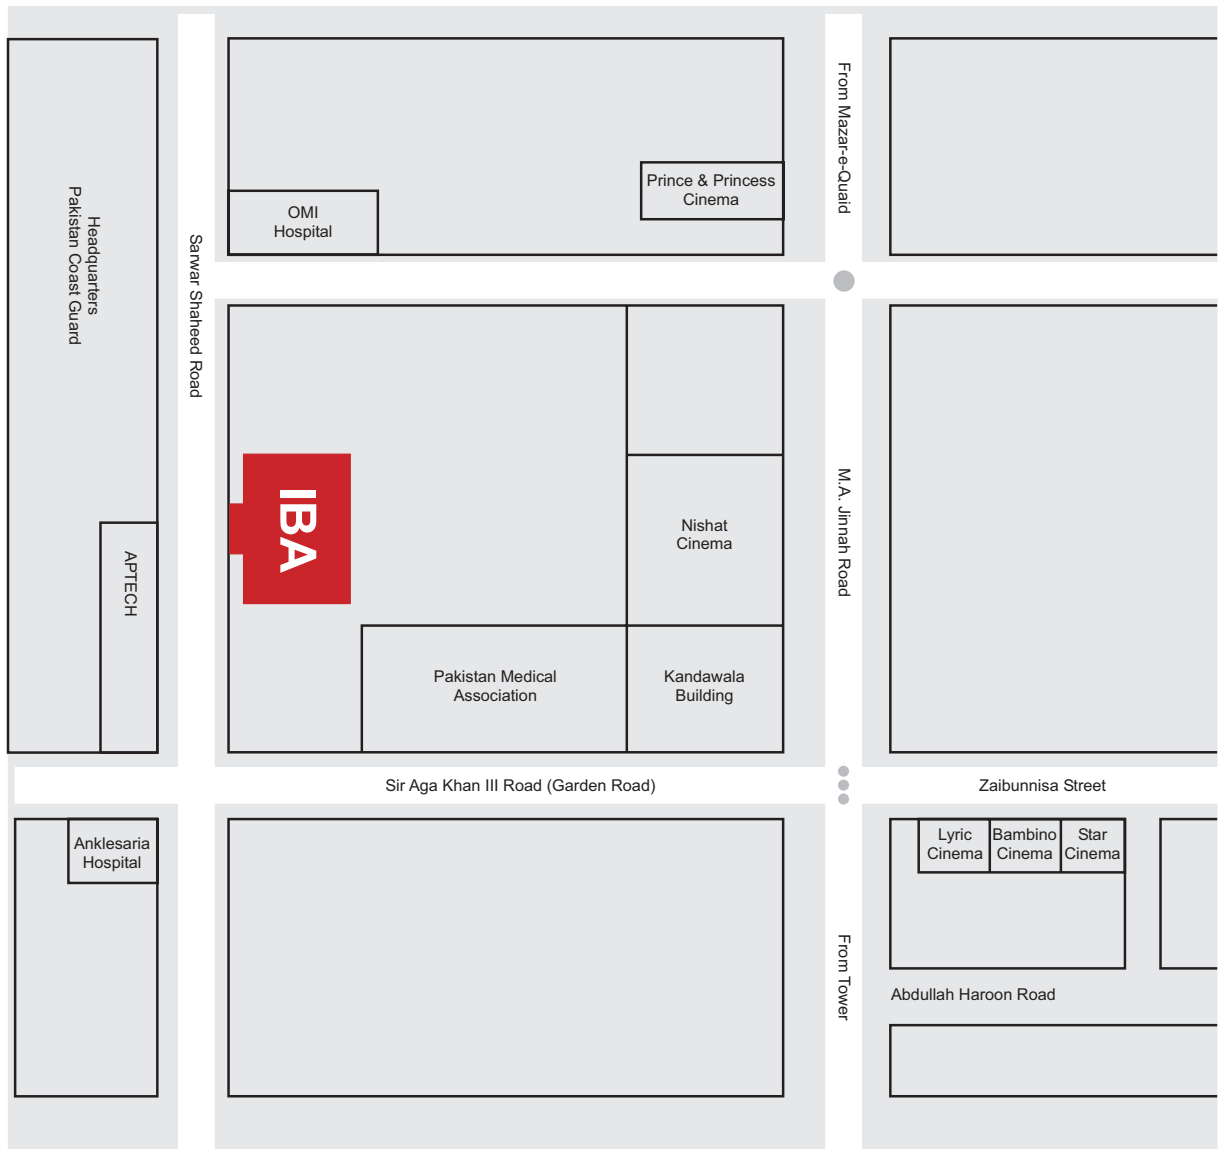 From Mazar-e-Quaid
Prince & Princess
Cinema
OMI
Hospital
Headquarters
Pakistan Coast Guard
Sarwar Shaheed Road
IBA
APTECH
Nishat
Cinema
M.A. Jinnah Road
Pakistan Medical
Association
Kandawala
Building
Sir Aga Khan III Road (Garden Road)
Zaibunnisa Street
Anklesaria
Hospital
Lyric
Cinema
Bambino
Cinema
Star
Cinema
From Tower
Abdullah Haroon Road